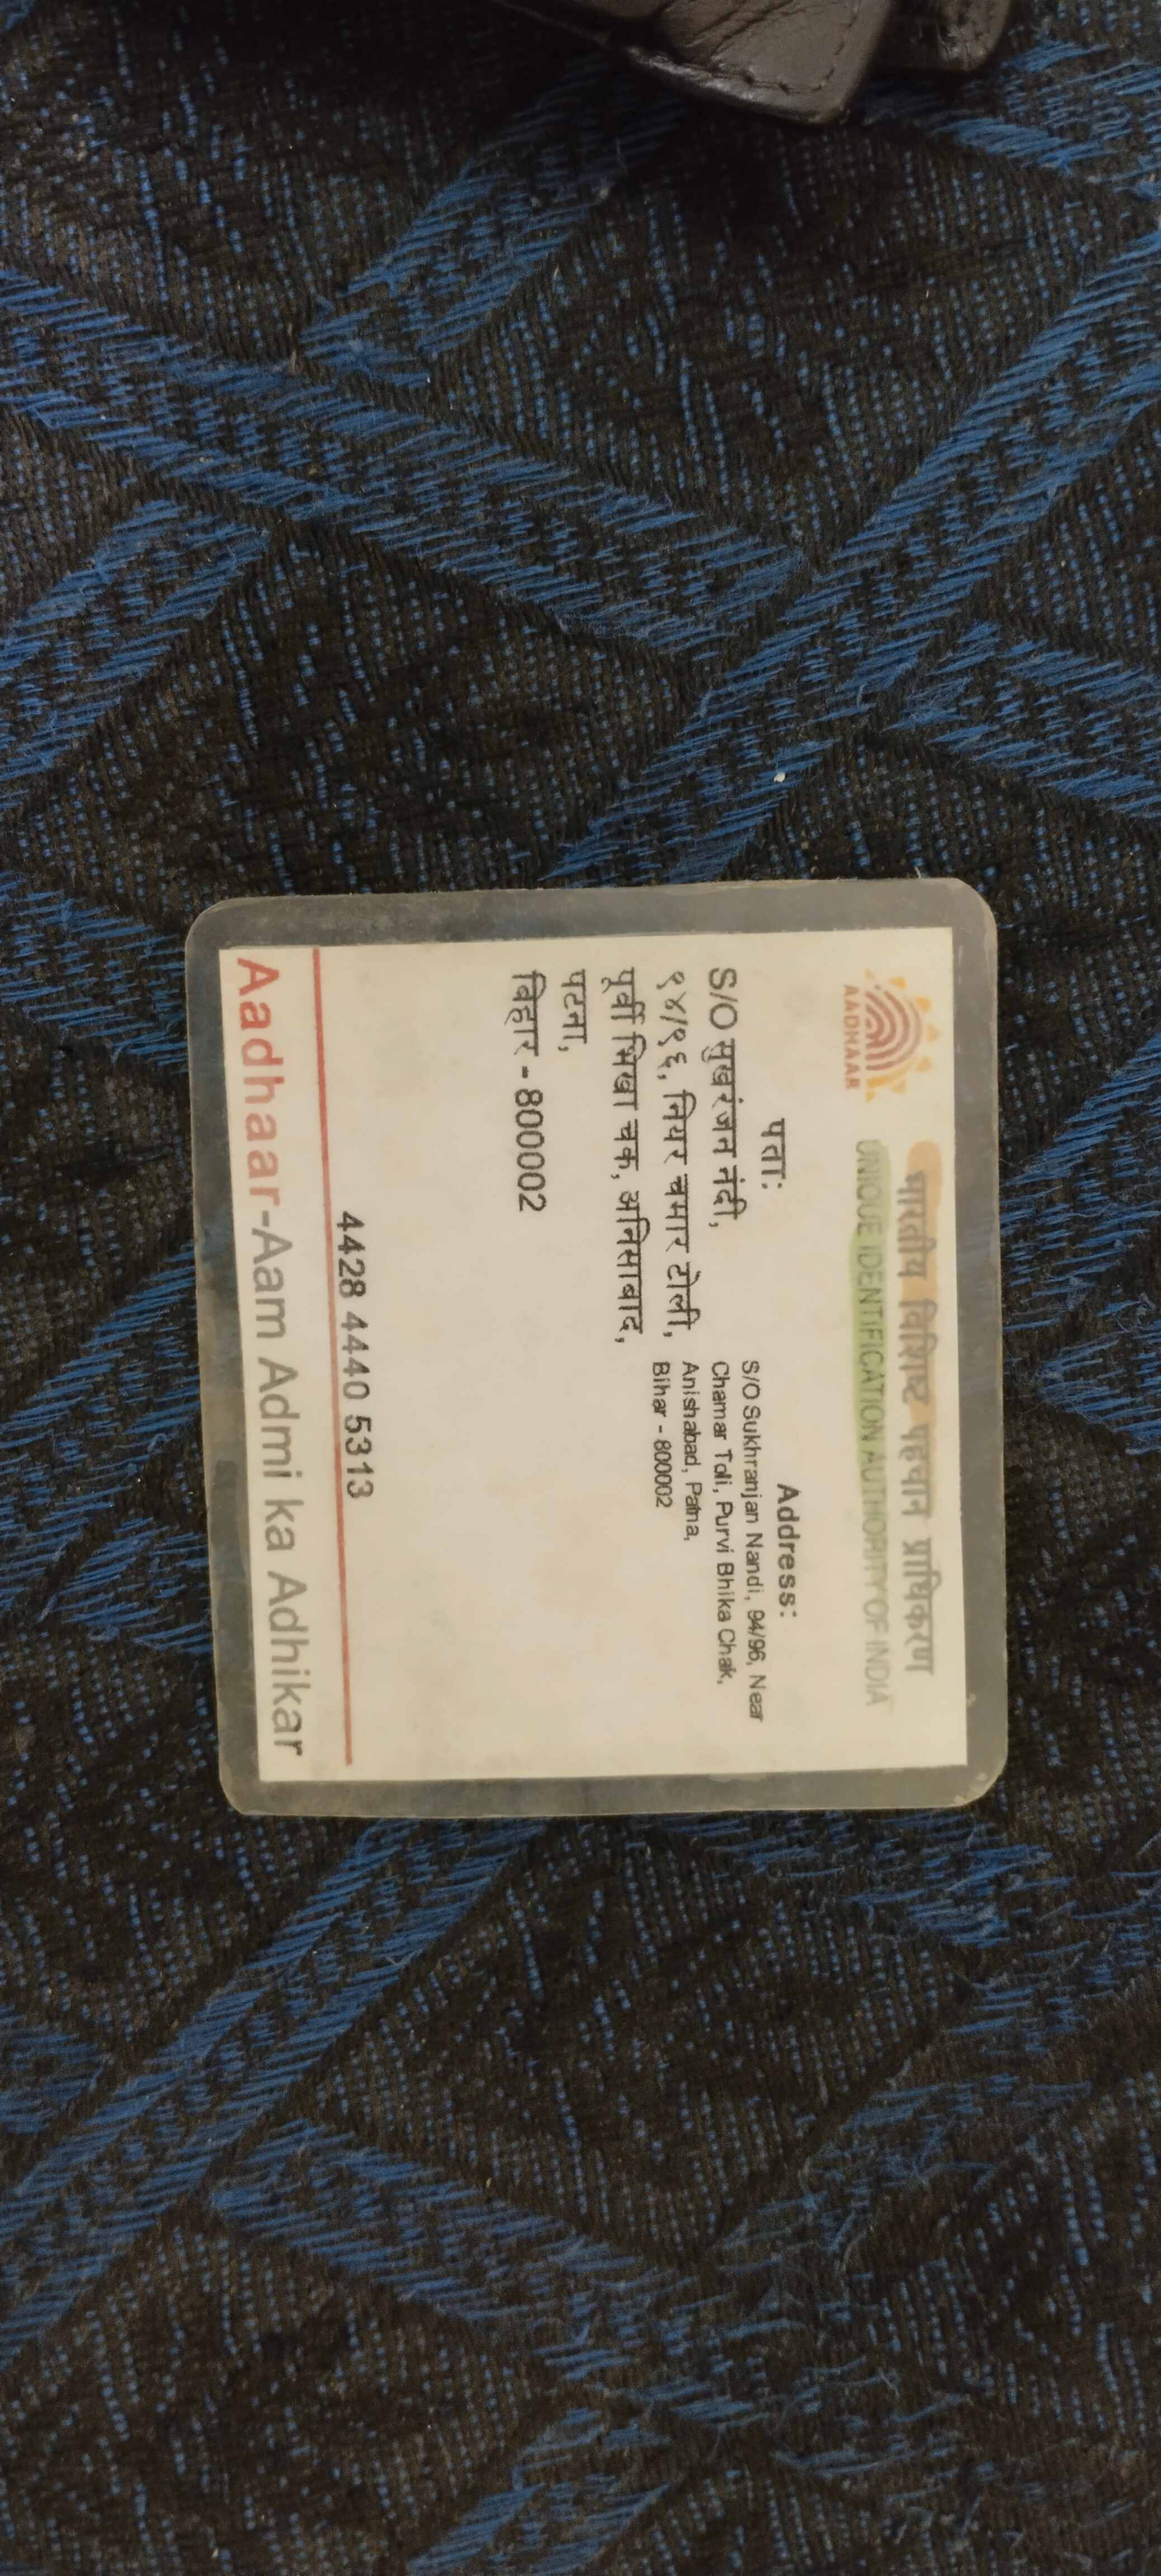 AADHAAR
भारतीय विशिष्ट पहचान प्राधिकरण
UNIQUE IDENTIFICATION AUTHORITY OF INDIA
पता:
S/O सुखरंजन नंदी,
९४/९६, नियर चमार टोली,
पूर्वी भिखा चक, अनिसाबाद,
पटना,
बिहार - 800002
Address:
S/O Sukhranjan Nandi, 94/96, Near
Chamar Toli, Purvi Bhika Chak,
Anishabad, Patna,
Bihar - 800002
4428 4440 5313
Aadhaar-Aam Admi ka Adhikar